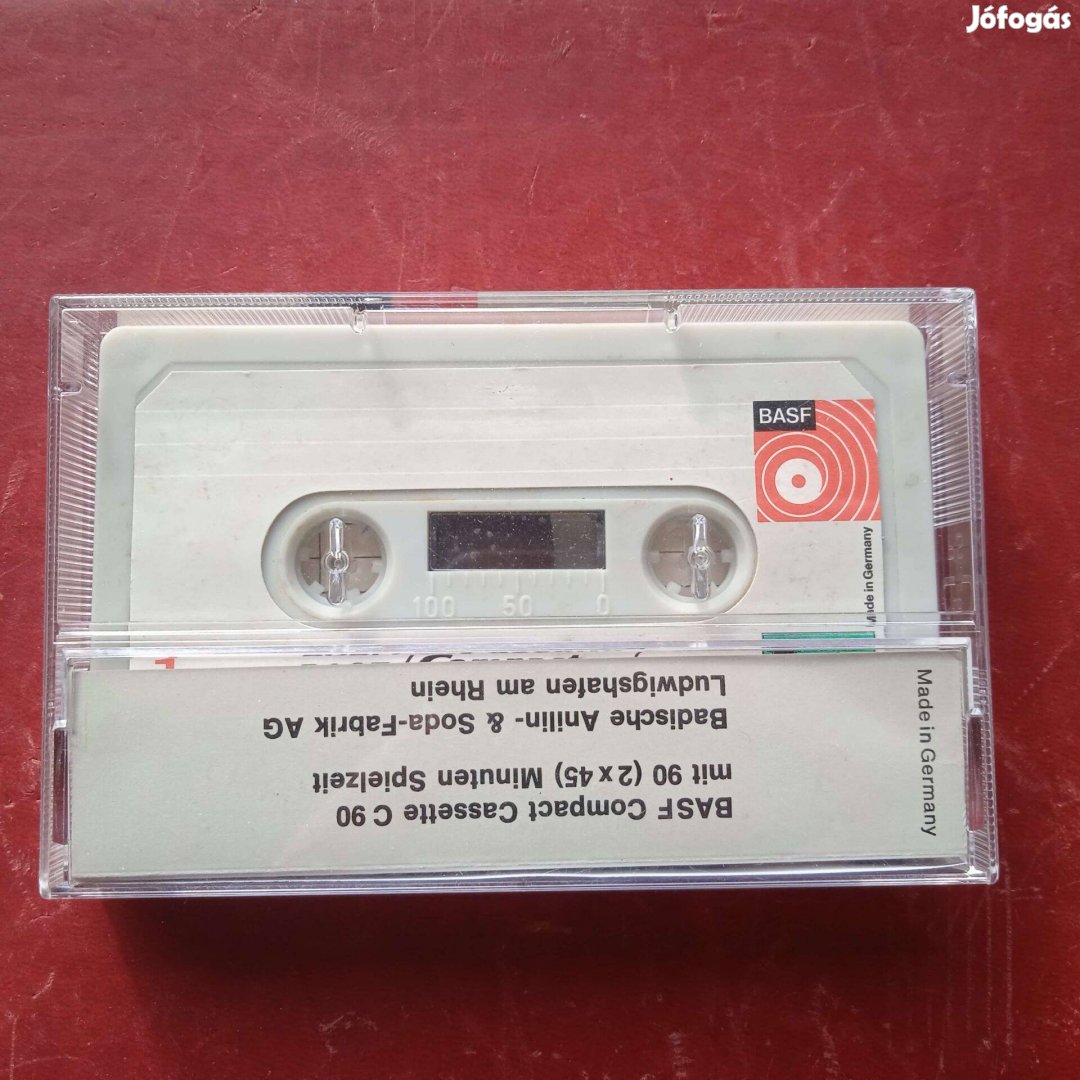 Jófogás
BASF
Made in Germany
100 50 0
BASF Compact Cassette C 90
mit 90 (2 x 45) Minuten Spielzeit
Badische Anilin- & Soda-Fabrik AG
Ludwigshafen am Rhein
Made in Germany